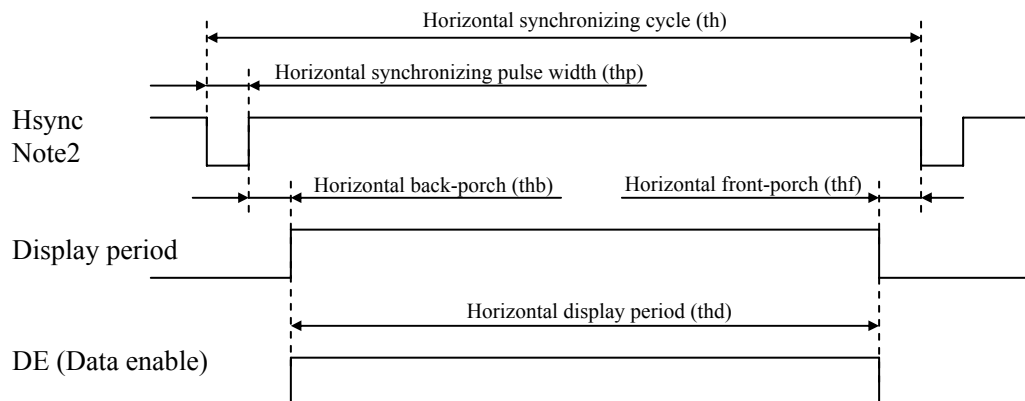 Horizontal synchronizing cycle (th)
Horizontal synchronizing pulse width (thp)
Hsync
Note2
Horizontal back-porch (thb)
Horizontal front-porch (thf)
Display period
Horizontal display period (thd)
DE (Data enable)